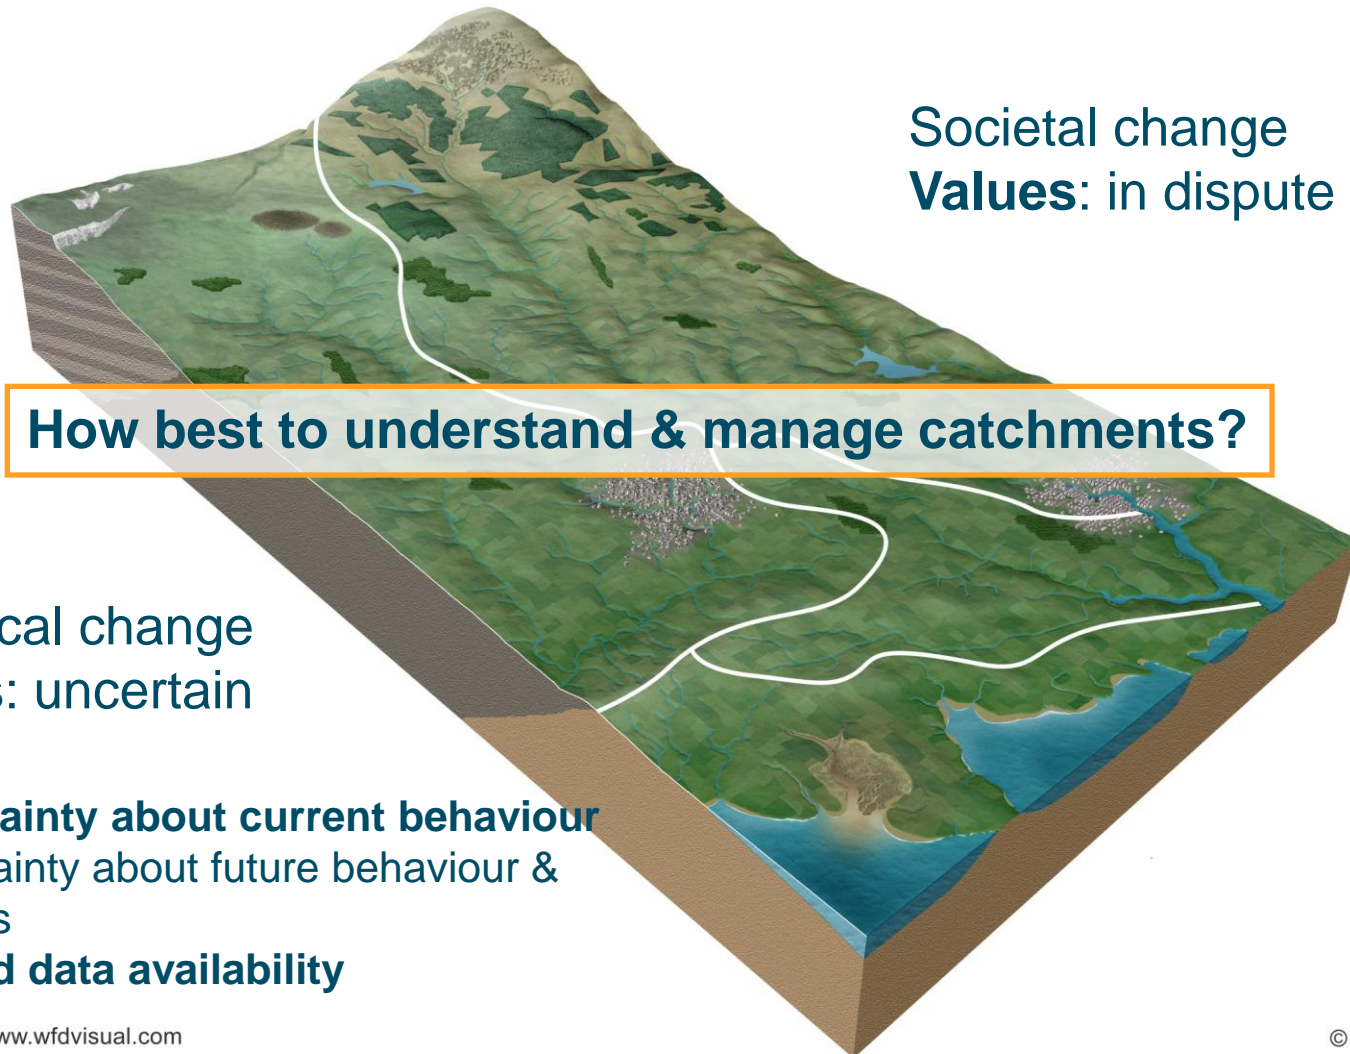 Societal change
Values: in dispute
How best to understand & manage catchments?
cal change
s: uncertain
ainty about current behaviour
ainty about future behaviour &
s
d data availability
ww.wfdvisual.com
©